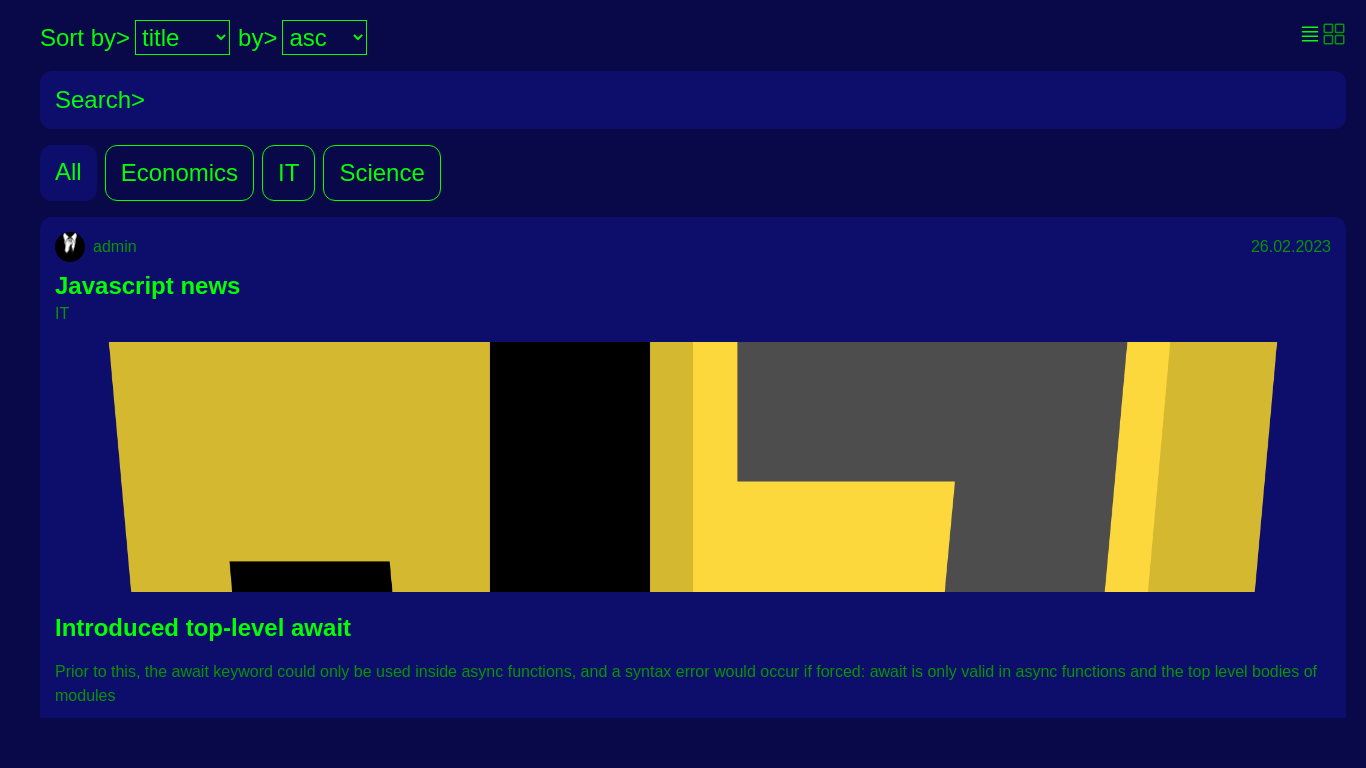 Sort by> title by> asc
Search>
All Economics IT Science
admin 26.02.2023
Javascript news
IT
Introduced top-level await
Prior to this, the await keyword could only be used inside async functions, and a syntax error would occur if forced: await is only valid in async functions and the top level bodies of
modules